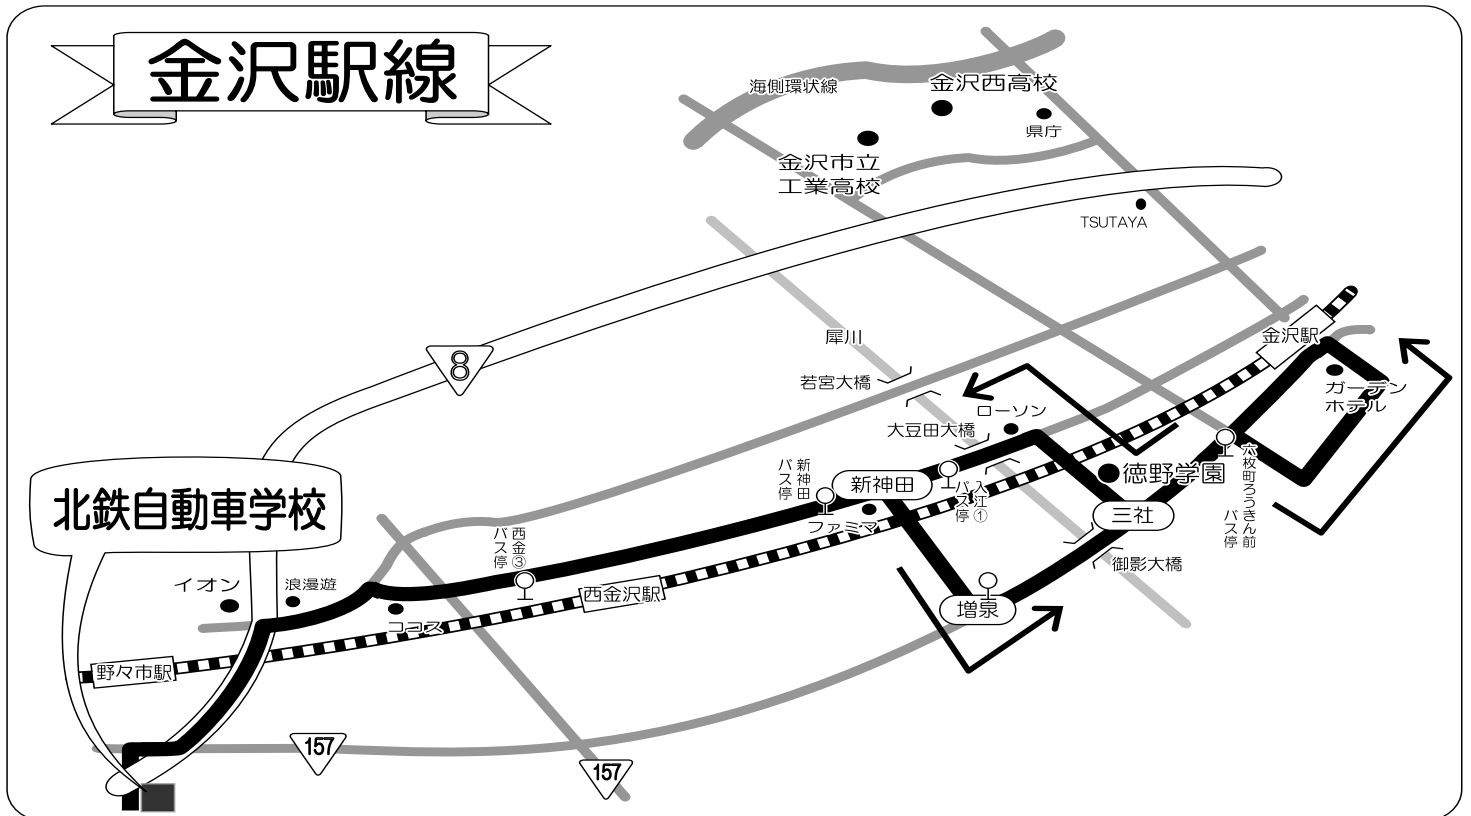 金沢駅線
海側環状線
金沢西高校
県庁
金沢市立
工業高校
TSUTAYA
犀川
金沢駅
8
若宮大橋
ガーデン
ホテル
ローソン
大豆田大橋
六枚町ろうきん前
バス停
徳野学園
新神田
バス停
新神田
入江①
バス停
北鉄自動車学校
三社
ファミマ
西金③
バス停
御影大橋
イオン
浪漫遊
西金沢駅
増泉
ココス
野々市駅
157
157